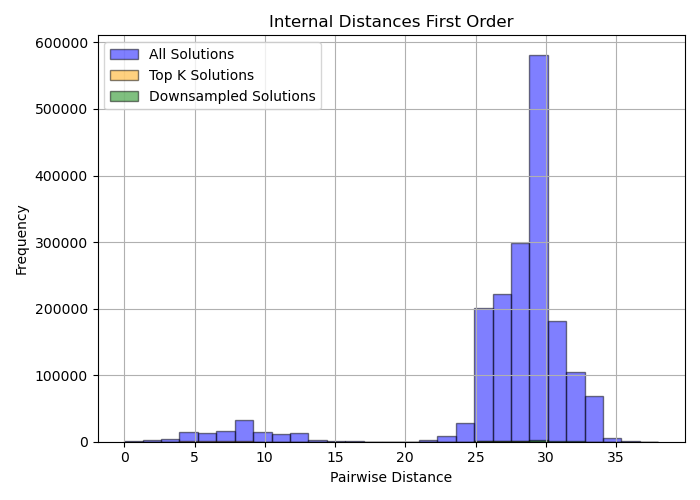 Internal Distances First Order
All Solutions
Top K Solutions
Downsampled Solutions
600000
500000
400000
300000
200000
100000
0
Frequency
0 5 10 15 20 25 30 35
Pairwise Distance